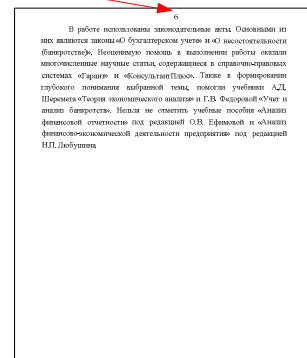 6
В работе использованы законодательные акты. Основными из
них являются законы «О бухгалтерском учете» и «О несостоятельности
(банкротстве)». Неоценимую помощь в выполнении работы оказали
многочисленные научные статьи, содержащиеся в справочно-правовых
системах «Гарант» и «КонсультантПлюс». Также в формировании
глубокого понимания выбранной темы, помогли учебники А.Д.
Шеремета «Теория экономического анализа» и Г.В. Федоровой «Учет и
анализ банкротств». Нельзя не отметить учебные пособия «Анализ
финансовой отчетности» под редакцией О.В. Ефимовой и «Анализ
финансово-экономической деятельности предприятия» под редакцией
Н.П. Любушина